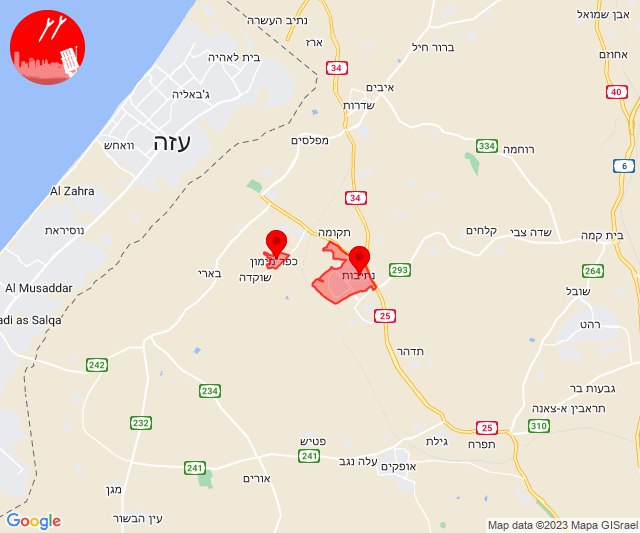 נתיב העשרה
אבן שמואל
ארז
ברור חיל
אחוזם
בית לאהיה
34
איבים
40
ג'באליה
שדרות
עזה
וואחש
מפלסים
334
רוחמה
6
Al Zahra
34
נוסיראת
תקומה
קלחים
שדה צבי
בית קמה
כפר מימון
בארי
שוקדה
נתיבות
293
264
Al Musaddar
שובל
25
רהט
adi as Salqa
תדהר
242
234
גבעות בר
תראבין א-צאנה
232
25
310
פטיש
גילת
תפרח
241
241
עלה נגב
אופקים
אורים
מגן
עין הבשור
Google
Map data ©2023 Mapa GISrael